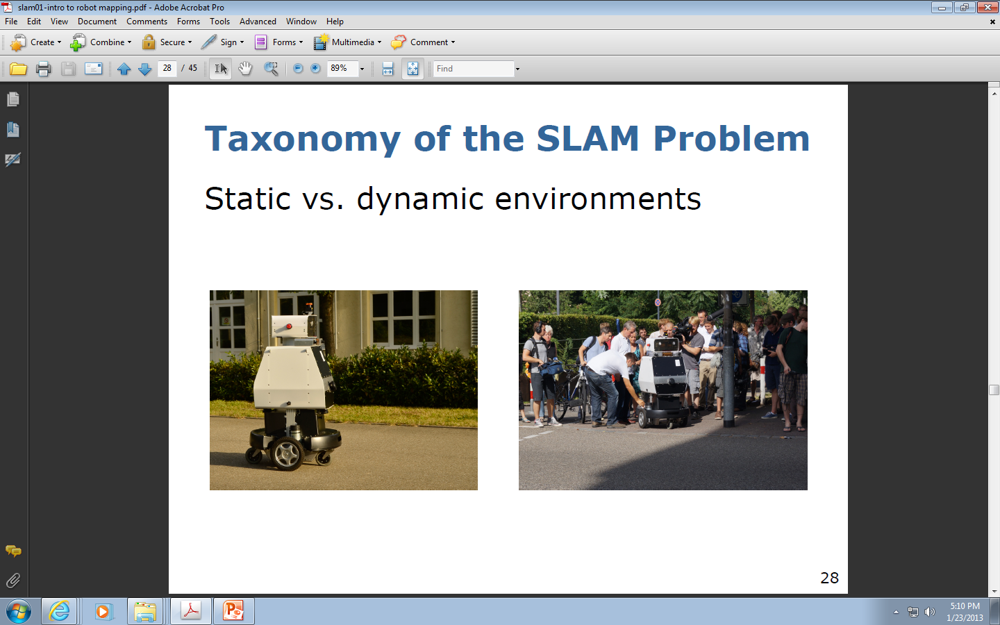 slam01-intro to robot mapping.pdf - Adobe Acrobat Pro
File Edit View Document Comments Forms Tools Advanced Window Help
Create Combine Secure Sign Forms Multimedia Comment
28 / 45 89% Find
Taxonomy of the SLAM Problem
Static vs. dynamic environments
28
5:10 PM
1/23/2013